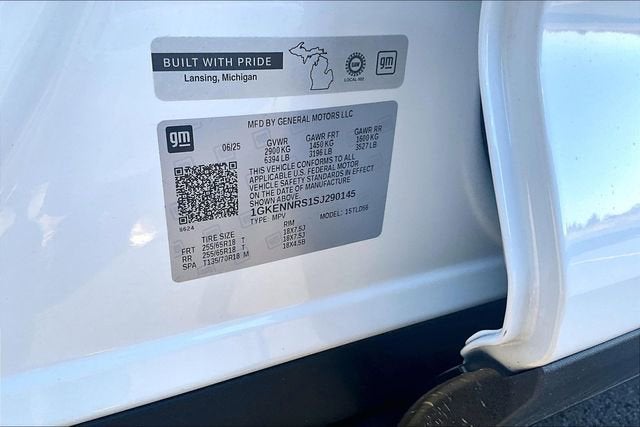 BUILT WITH PRIDE
Lansing, Michigan
UAW
LOCAL 602
gm
gm
MFD BY GENERAL MOTORS LLC
06/25 GVWR GAWR FRT GAWR RR
2900 KG 1450 KG 1600 KG
6394 LB 3196 LB 3527 LB
THIS VEHICLE CONFORMS TO ALL
APPLICABLE U.S. FEDERAL MOTOR
VEHICLE SAFETY STANDARDS IN EFFECT
ON THE DATE OF MANUFACTURE
SHOWN ABOVE.
1GKENNRS1SJ290145
TYPE: MPV MODEL: 1STLD56
8624
TIRE SIZE RIM
FRT 255/65R18 T 18X7.5J
RR 255/65R18 T 18X7.5J
SPA T135/70R18 M 18X4.5B